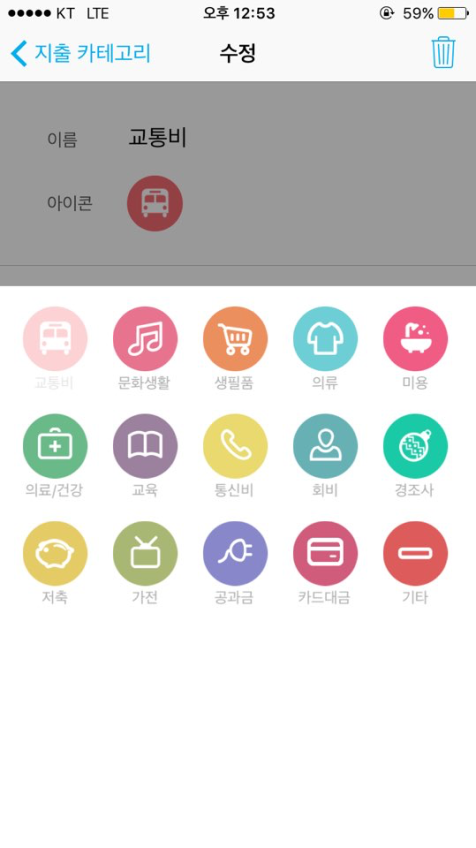 KT LTE 오후 12:53 59%
지출 카테고리 수정
이름 교통비
아이콘
교통비 문화생활 생필품 의류 미용
의료/건강 교육 통신비 회비 경조사
저축 가전 공과금 카드대금 기타